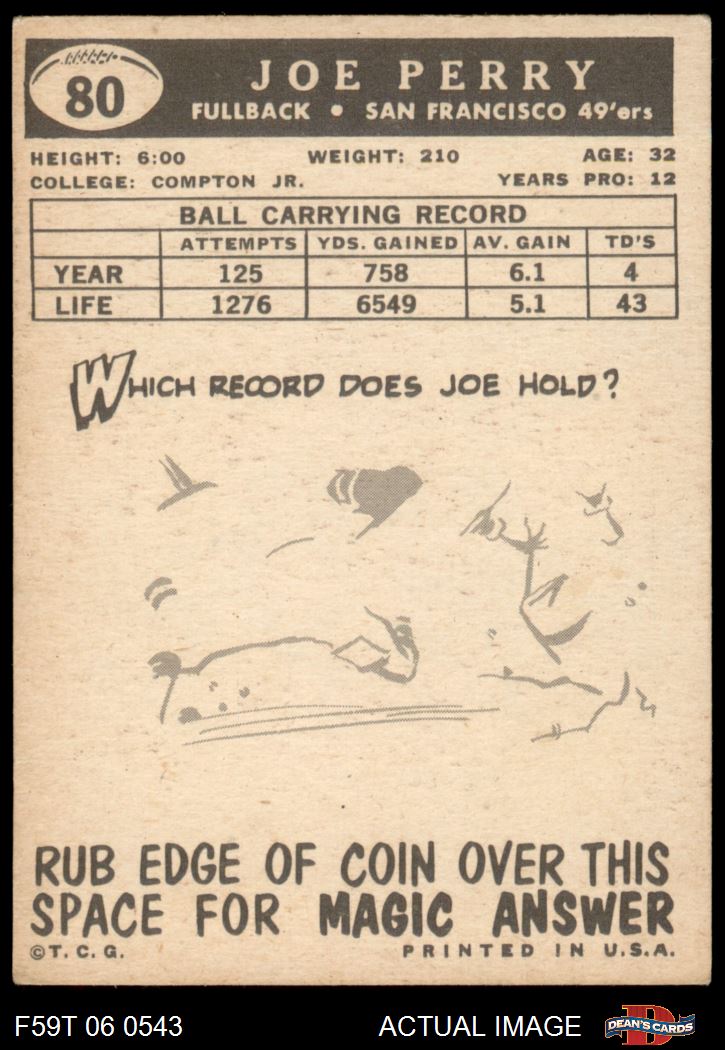 80
JOE PERRY
FULLBACK • SAN FRANCISCO 49'ers
HEIGHT: 6:00 WEIGHT: 210 AGE: 32
COLLEGE: COMPTON JR. YEARS PRO: 12
BALL CARRYING RECORD
ATTEMPTS YDS. GAINED AV. GAIN TD'S
YEAR 125 758 6.1 4
LIFE 1276 6549 5.1 43
WHICH RECORD DOES JOE HOLD?
RUB EDGE OF COIN OVER THIS
SPACE FOR MAGIC ANSWER
©T. C. G. PRINTED IN U.S.A.
F59T 06 0543 ACTUAL IMAGE DEAN'S CARDS